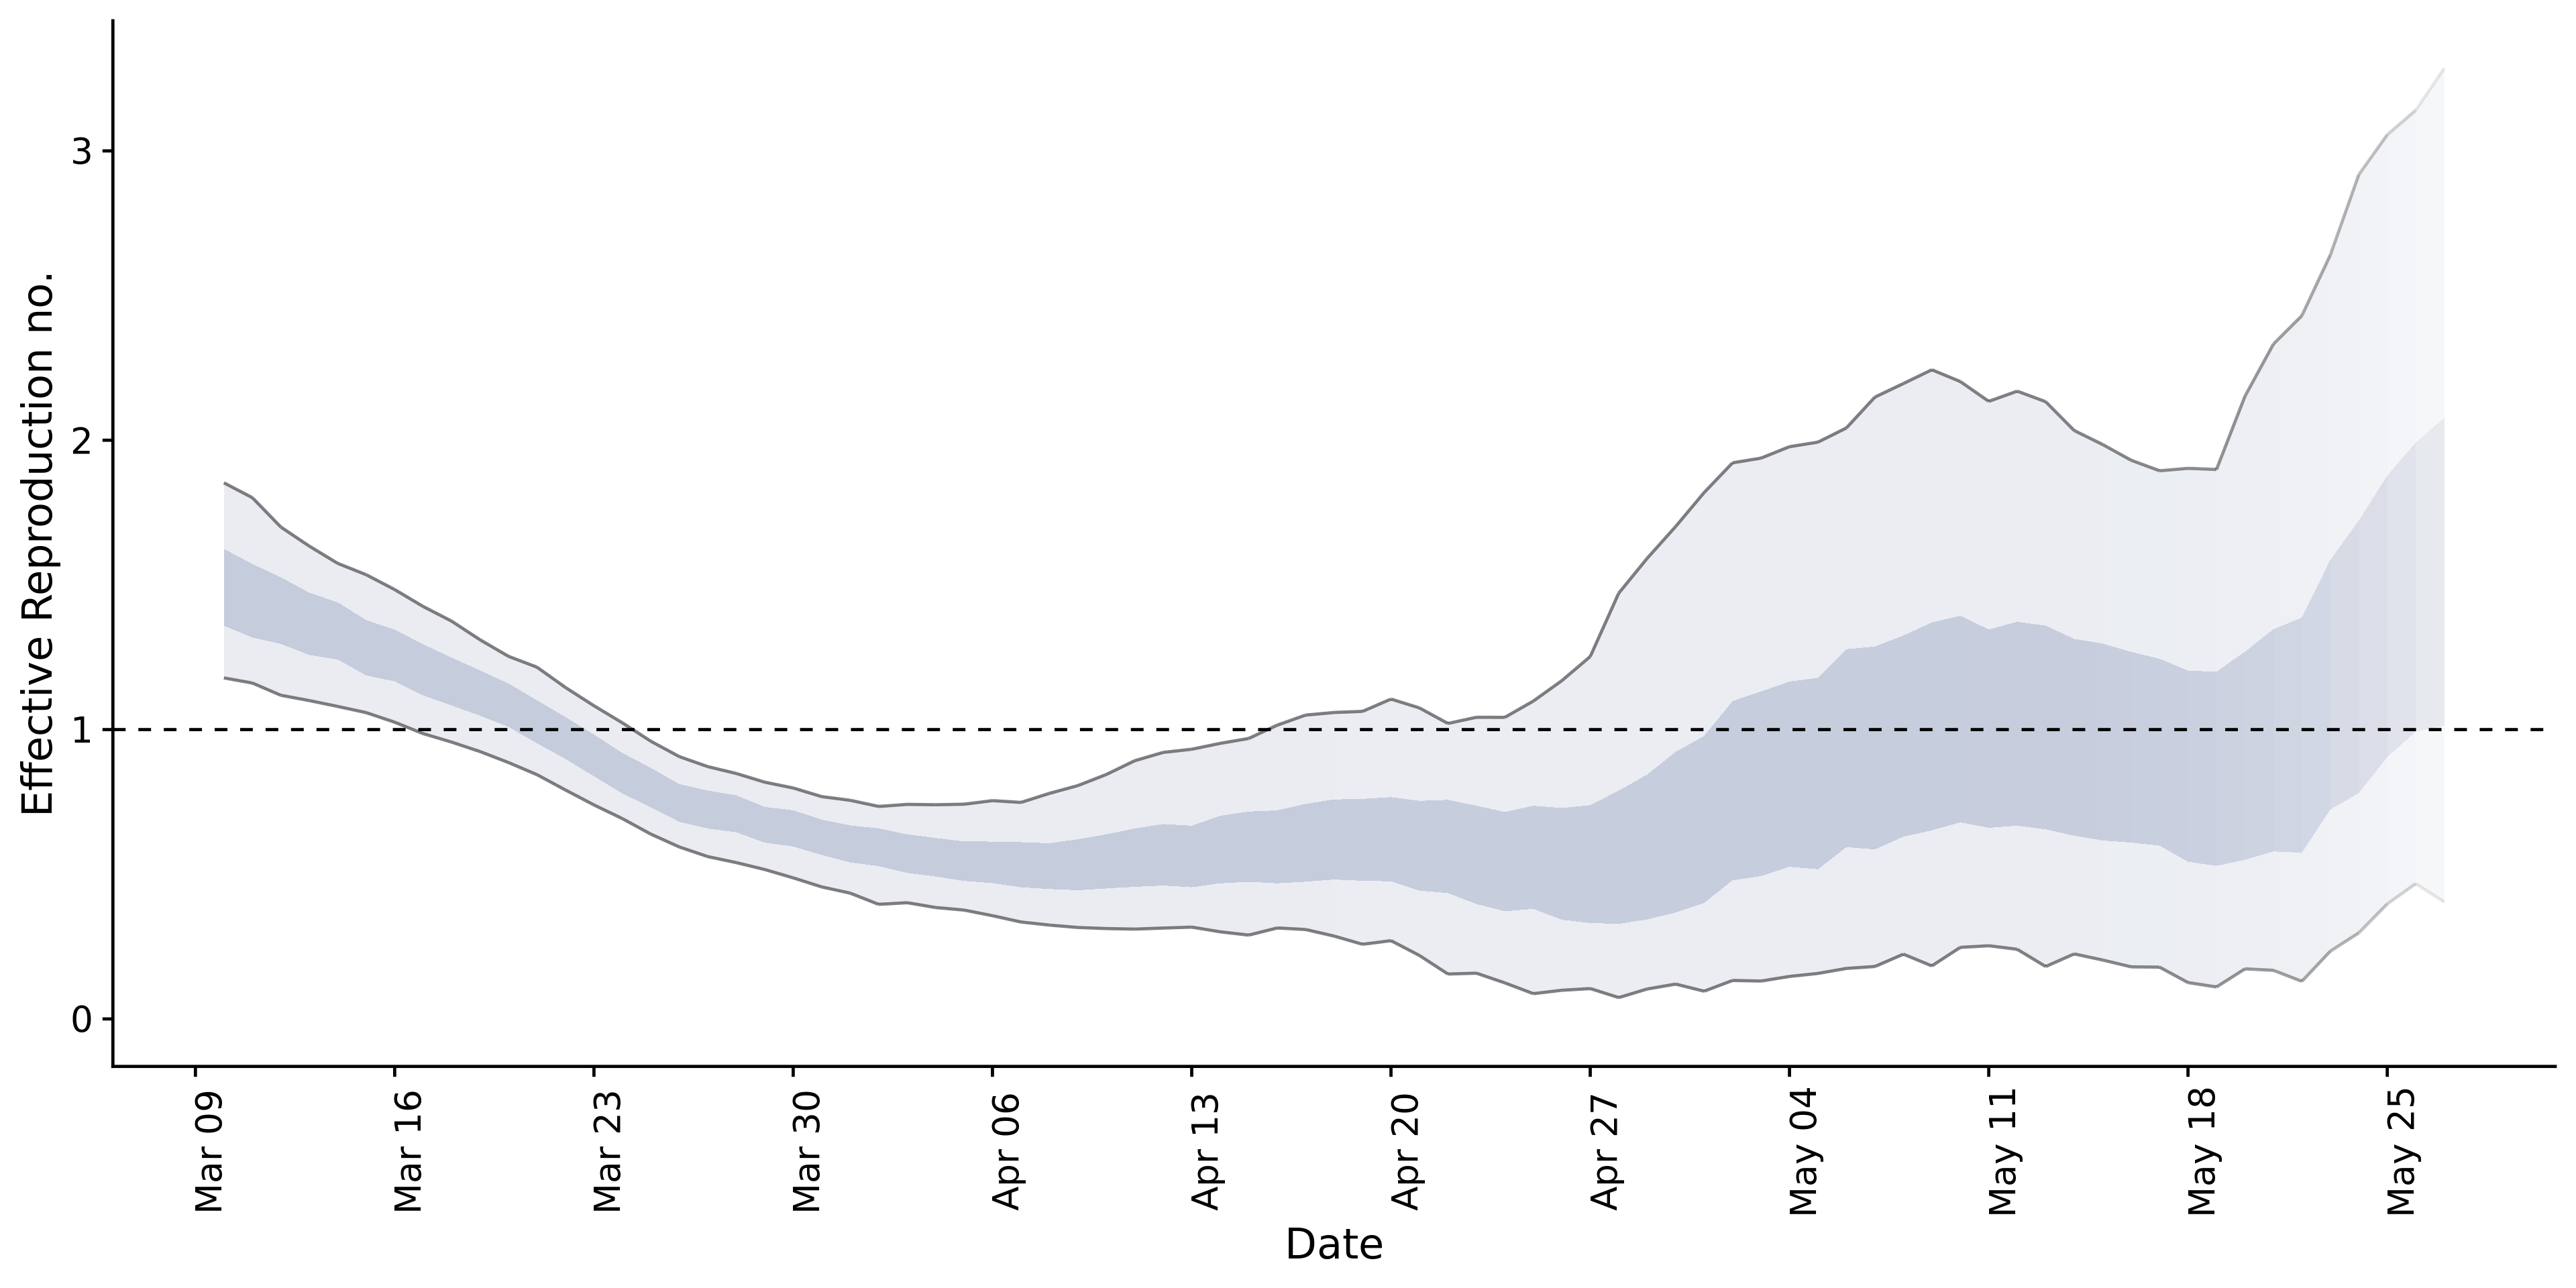 Effective Reproduction no.
3
2
1
0
Mar 09
Mar 16
Mar 23
Mar 30
Apr 06
Apr 13
Apr 20
Apr 27
May 04
May 11
May 18
May 25
Date